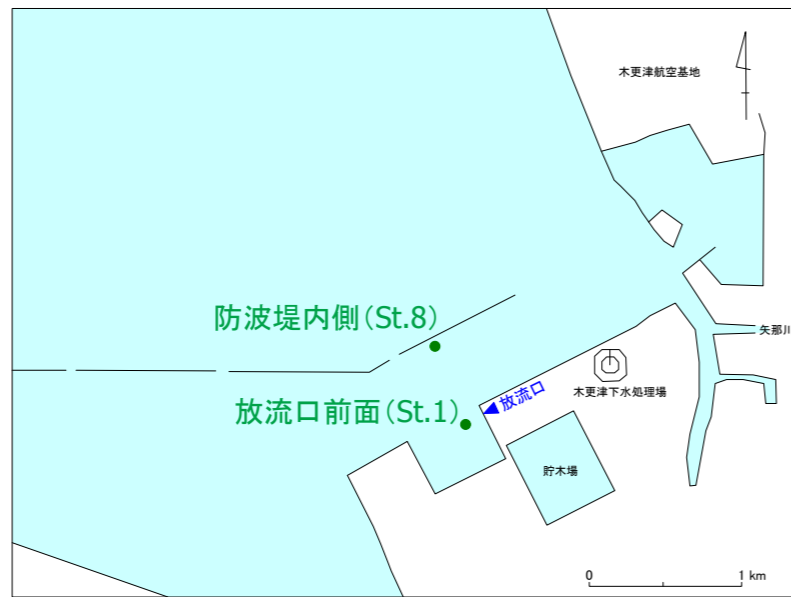 木更津航空基地
防波堤内側(St.8)
矢那川
放流口
木更津下水処理場
放流口前面(St.1)
貯木場
0 1 km